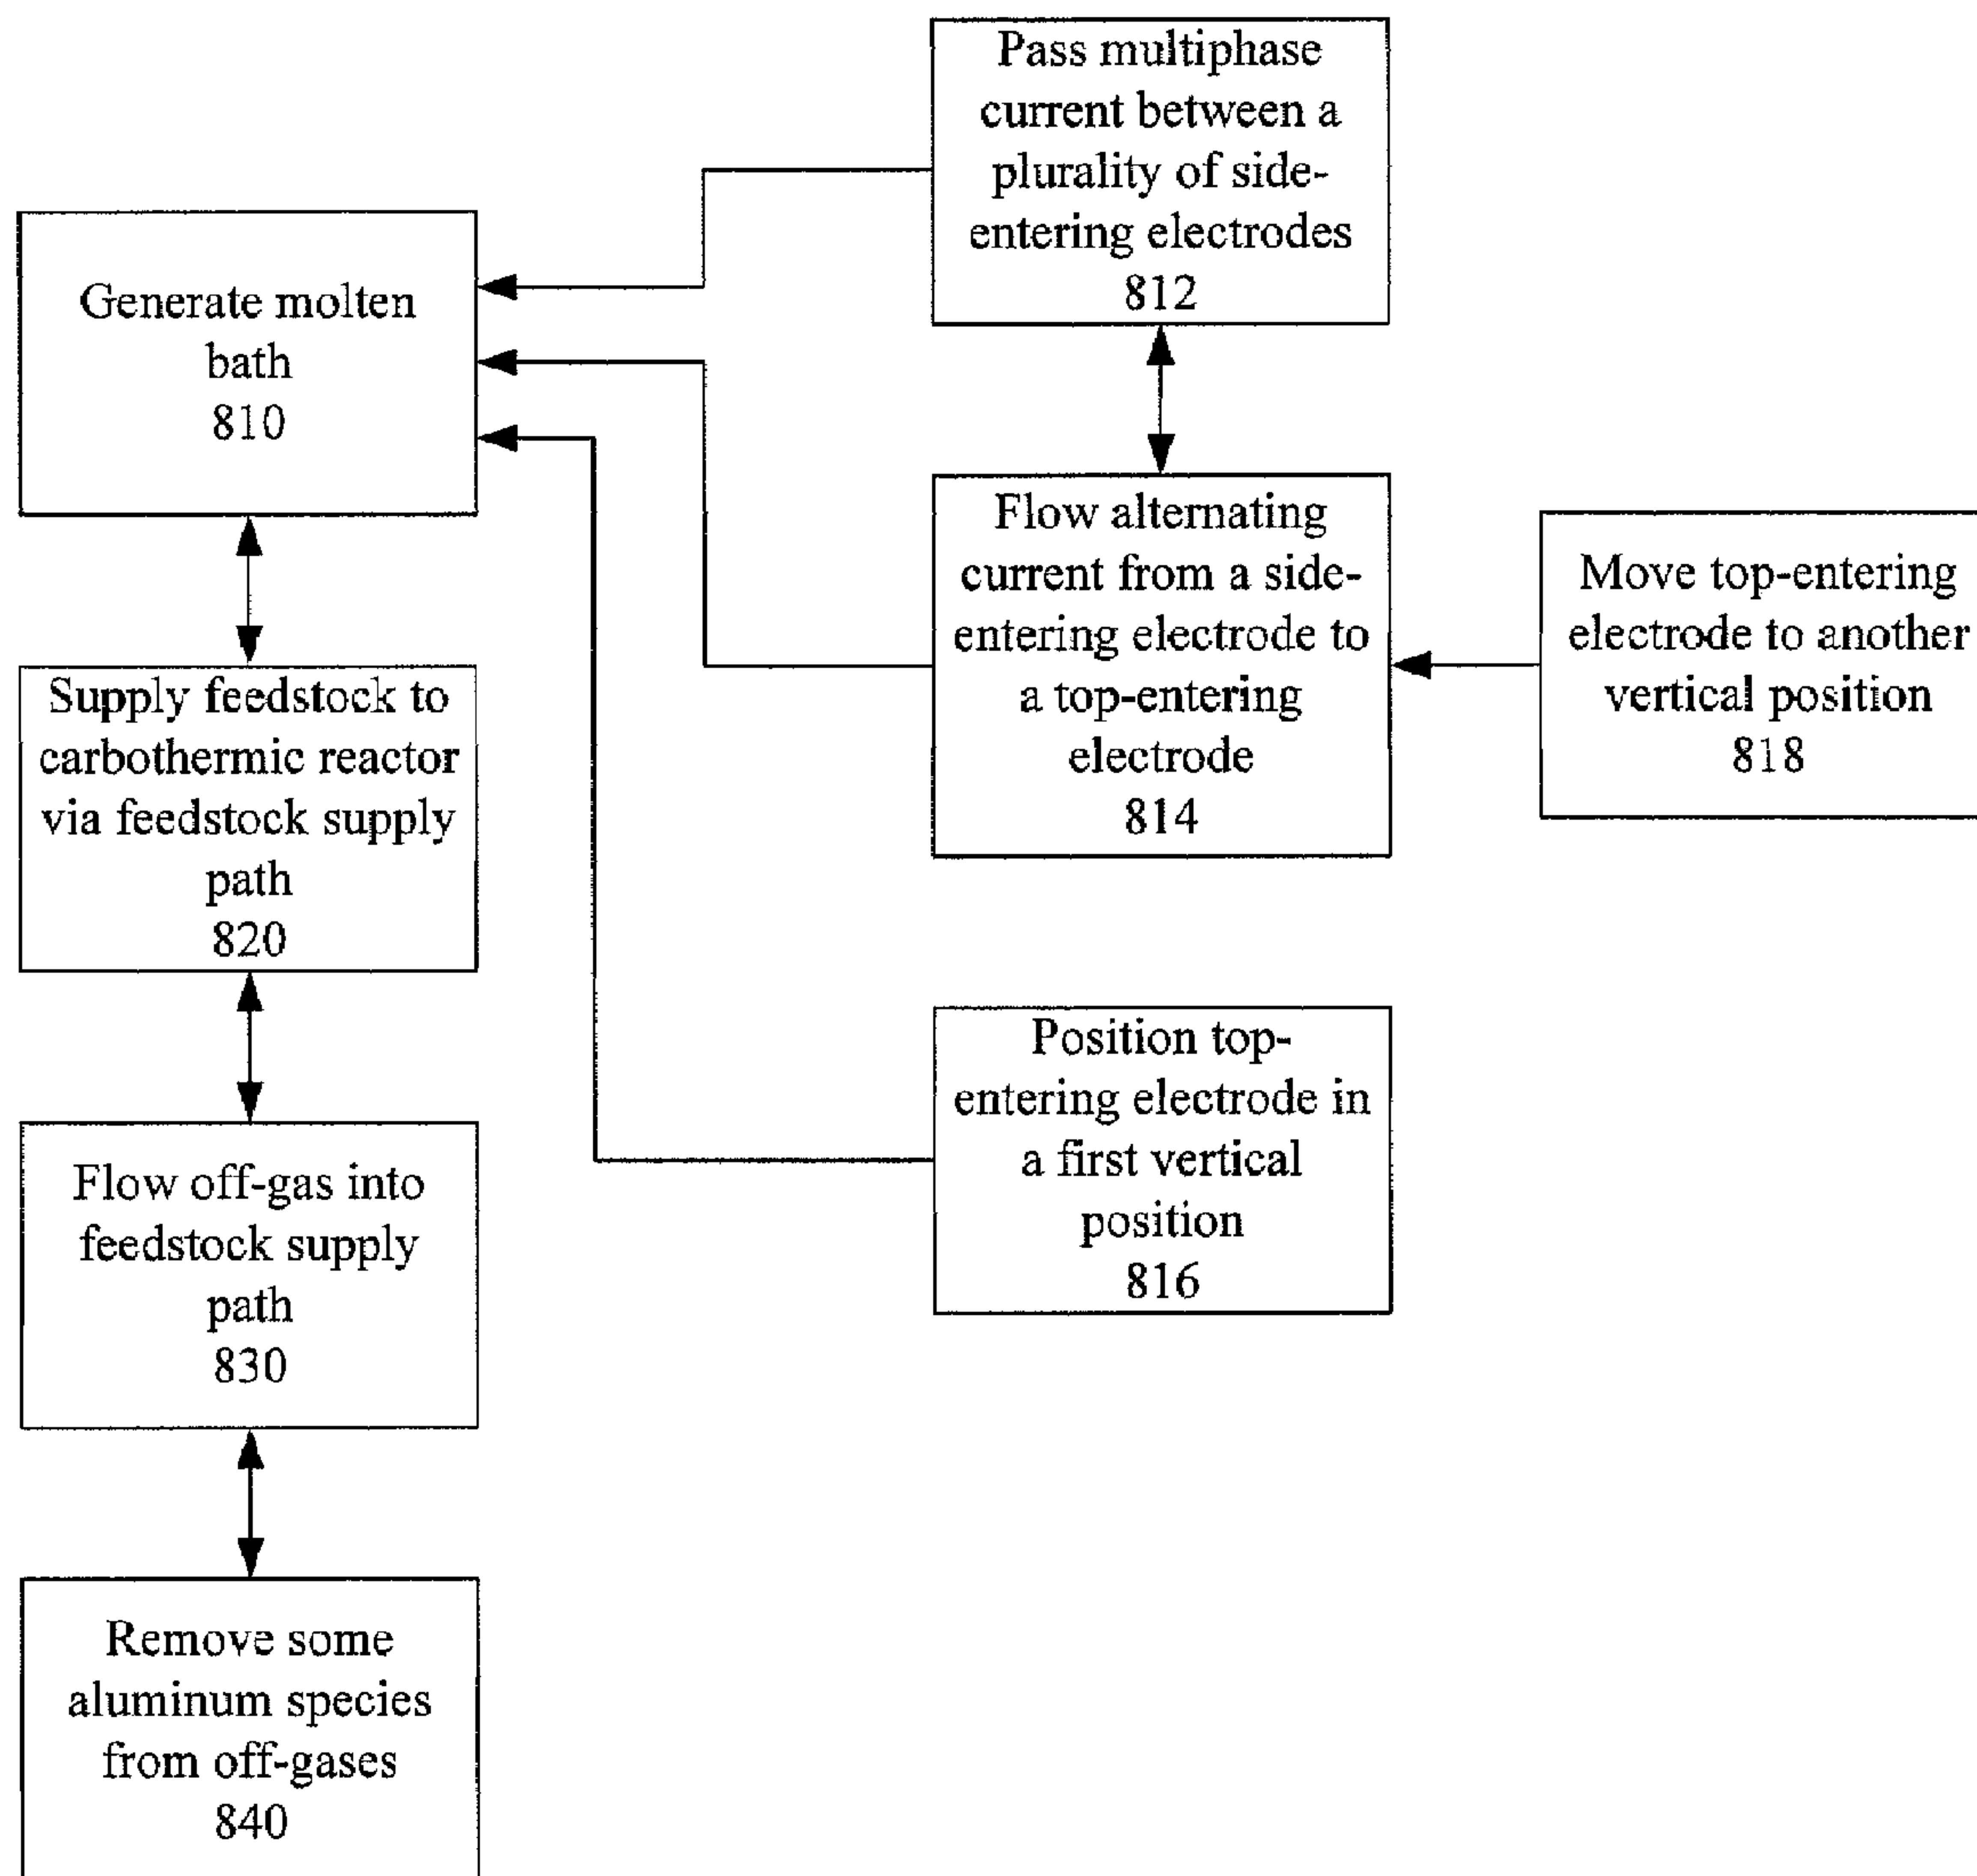 Pass multiphase
current between a
plurality of side-
entering electrodes
812
Generate molten
bath
810
Flow alternating
current from a side-
entering electrode to
a top-entering
electrode
814
Move top-entering
electrode to another
vertical position
818
Supply feedstock to
carbothermic reactor
via feedstock supply
path
820
Position top-
entering electrode in
a first vertical
position
816
Flow off-gas into
feedstock supply
path
830
Remove some
aluminum species
from off-gases
840